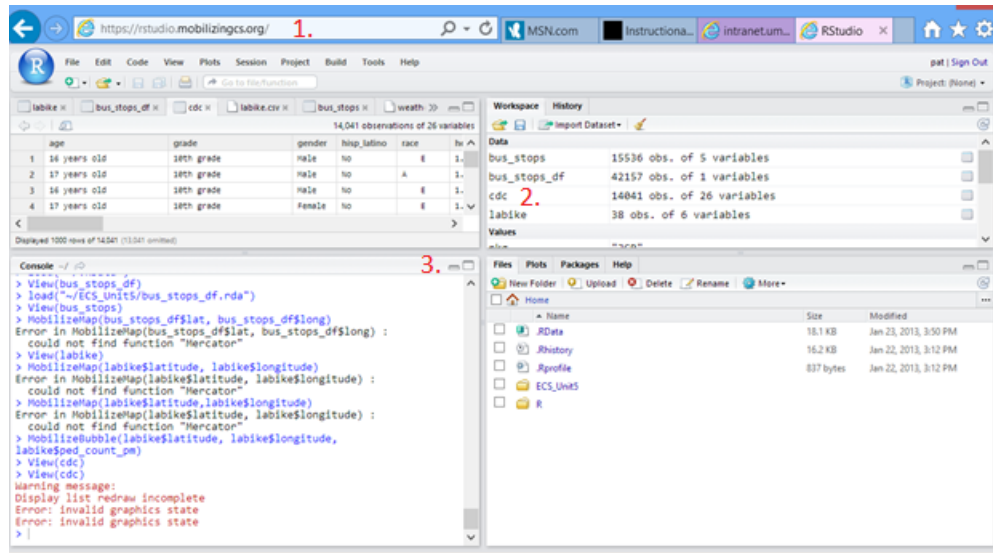 https://rstudio.mobilizingcs.org/ 1. MSN.com Instructiona... intranet.um... RStudio ×
R File Edit Code View Plots Session Project Build Tools Help pat | Sign Out
Go to file/function Project: (None)
labike × bus_stops_df × cdc × labike.csv × bus_stops × weath »
14,041 observations of 26 variables
age grade gender hisp_latino race
1 16 years old 10th grade Male No E 1.
2 17 years old 10th grade Male No A 1.
3 16 years old 10th grade Male No E 1.
4 17 years old 10th grade Female No E 1.
Displayed 1000 rows of 14,041 (13,041 omitted)
Workspace History
Import Dataset
Data
bus_stops 15536 obs. of 5 variables
bus_stops_df 42157 obs. of 1 variables
cdc 2. 14041 obs. of 26 variables
labike 38 obs. of 6 variables
Values
Console ~/ 3.
> View(bus_stops_df)
> load("~/ECS_Unit5/bus_stops_df.rda")
> View(bus_stops)
> MobilizeMap(bus_stops_df$lat, bus_stops_df$long)
Error in MobilizeMap(bus_stops_df$lat, bus_stops_df$long) :
could not find function "Mercator"
> View(labike)
> MobilizeMap(labike$latitude, labike$longitude)
Error in MobilizeMap(labike$latitude, labike$longitude) :
could not find function "Mercator"
> MobilizeMap(labike$latitude,labike$longitude)
Error in MobilizeMap(labike$latitude, labike$longitude) :
could not find function "Mercator"
> MobilizeBubble(labike$latitude, labike$longitude,
labike$ped_count_pm)
> View(cdc)
> View(cdc)
Warning message:
Display list redraw incomplete
Error: invalid graphics state
Error: invalid graphics state
>
Files Plots Packages Help
New Folder Upload Delete Rename More
Home ...
Name Size Modified
.RData 18.1 KB Jan 23, 2013, 3:50 PM
.Rhistory 16.2 KB Jan 22, 2013, 3:12 PM
.Rprofile 837 bytes Jan 22, 2013, 3:12 PM
ECS_Unit5
R